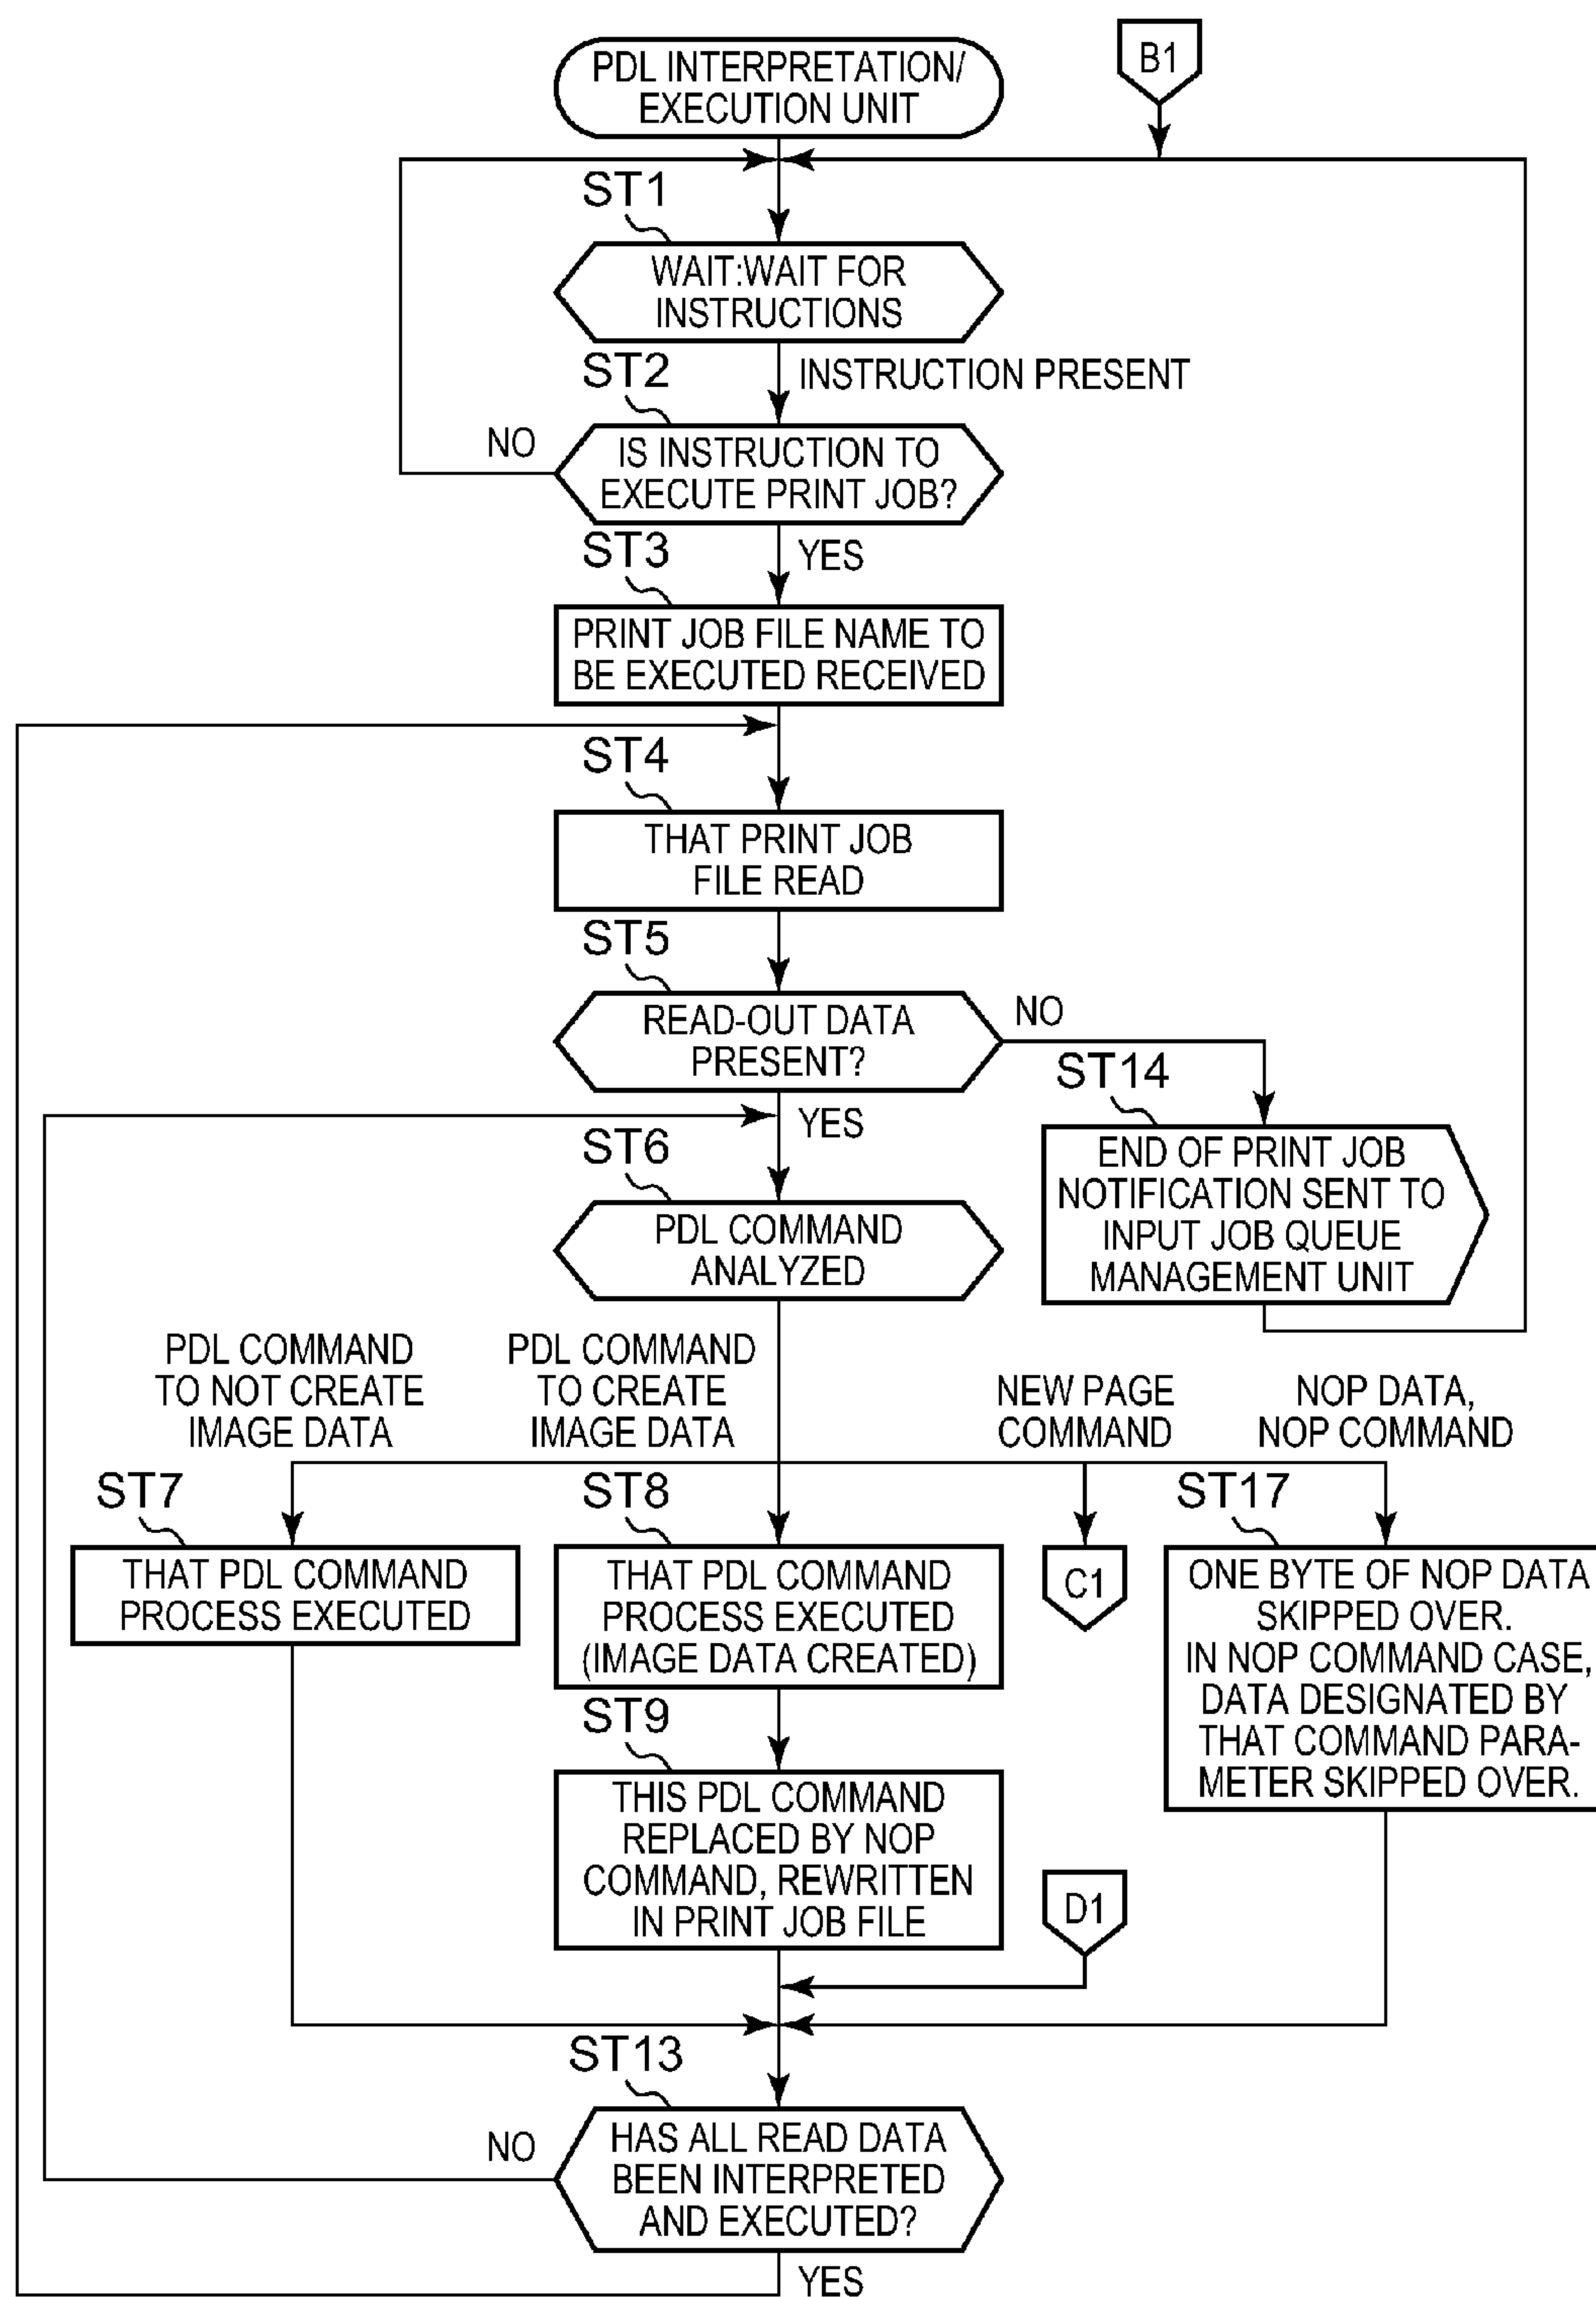 PDL INTERPRETATION/
EXECUTION UNIT
B1
ST1
WAIT:WAIT FOR
INSTRUCTIONS
ST2
INSTRUCTION PRESENT
NO
IS INSTRUCTION TO
EXECUTE PRINT JOB?
ST3
YES
PRINT JOB FILE NAME TO
BE EXECUTED RECEIVED
ST4
THAT PRINT JOB
FILE READ
ST5
READ-OUT DATA
PRESENT?
NO
ST14
END OF PRINT JOB
NOTIFICATION SENT TO
INPUT JOB QUEUE
MANAGEMENT UNIT
YES
ST6
PDL COMMAND
ANALYZED
PDL COMMAND
TO NOT CREATE
IMAGE DATA
PDL COMMAND
TO CREATE
IMAGE DATA
NEW PAGE
COMMAND
NOP DATA,
NOP COMMAND
ST7
THAT PDL COMMAND
PROCESS EXECUTED
ST8
THAT PDL COMMAND
PROCESS EXECUTED
(IMAGE DATA CREATED)
C1
ST17
ONE BYTE OF NOP DATA
SKIPPED OVER.
IN NOP COMMAND CASE,
DATA DESIGNATED BY
THAT COMMAND PARA-
METER SKIPPED OVER.
ST9
THIS PDL COMMAND
REPLACED BY NOP
COMMAND, REWRITTEN
IN PRINT JOB FILE
D1
ST13
NO
HAS ALL READ DATA
BEEN INTERPRETED
AND EXECUTED?
YES